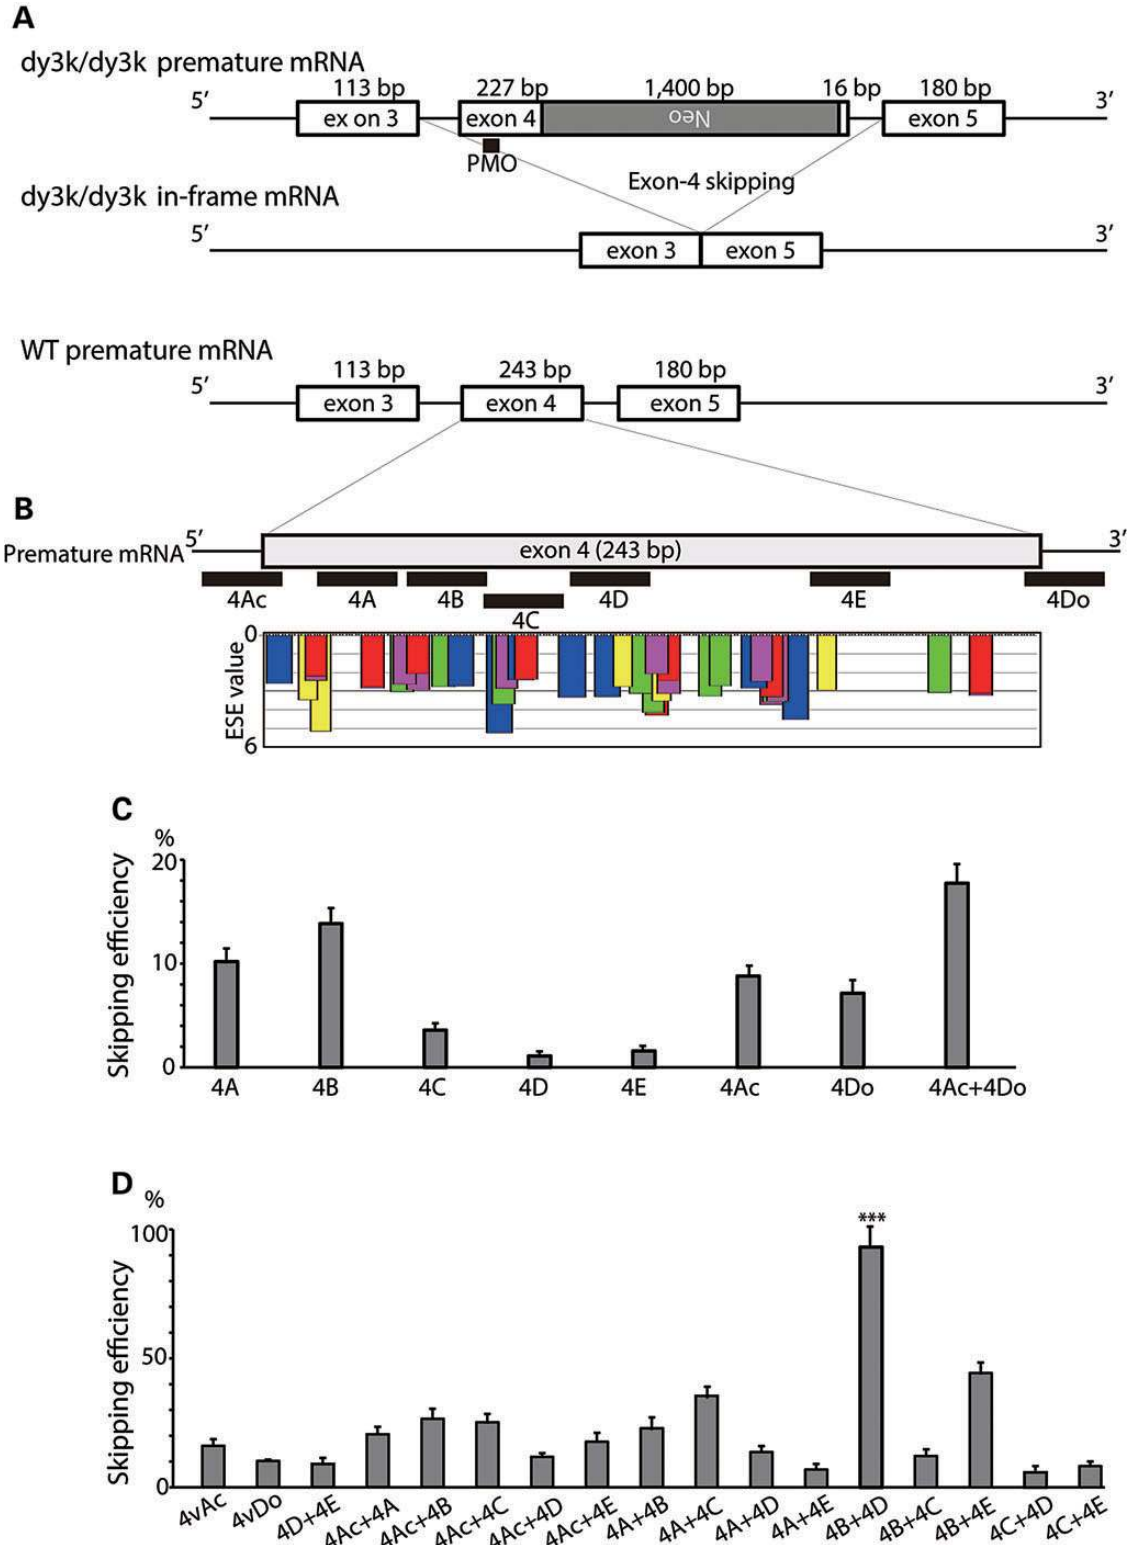 A
dy3k/dy3k premature mRNA
113 bp 227 bp 1,400 bp 16 bp 180 bp
5′ 3′
ex on 3 exon 4 Neo exon 5
PMO
Exon-4 skipping
dy3k/dy3k in-frame mRNA
5′ 3′
exon 3 exon 5
WT premature mRNA
113 bp 243 bp 180 bp
5′ 3′
exon 3 exon 4 exon 5
B
5′ 3′
Premature mRNA exon 4 (243 bp)
4Ac 4A 4B 4D 4E 4Do
4C
0
ESE value
6
C
%
20
Skipping efficiency
10
0
4A 4B 4C 4D 4E 4Ac 4Do 4Ac+4Do
D
%
***
100
Skipping efficiency
50
0
4vAc 4vDo 4D+4E 4Ac+4A 4Ac+4B 4Ac+4C 4Ac+4D 4Ac+4E 4A+4B 4A+4C 4A+4D 4A+4E 4B+4D 4B+4C 4B+4E 4C+4D 4C+4E